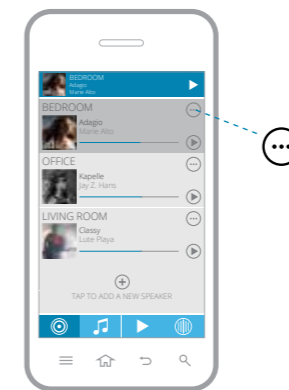 BEDROOM
Adagio
Marie Alto
BEDROOM
Adagio
Marie Alto
OFFICE
Kapelle
Jay Z. Hans
LIVING ROOM
Classy
Lute Playa
TAP TO ADD A NEW SPEAKER